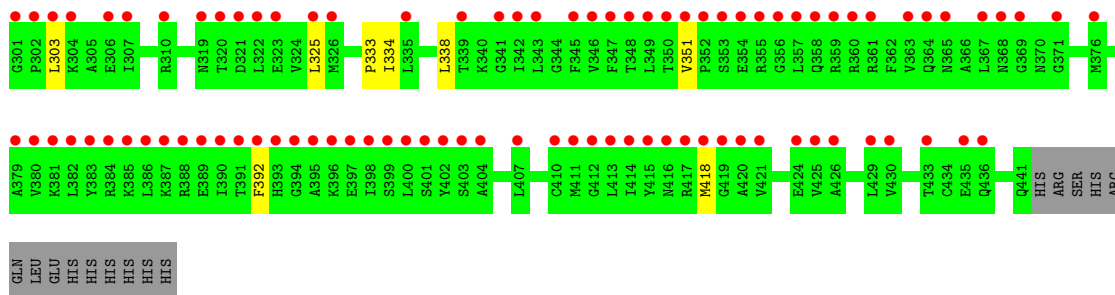 G301 P302 L303 K304 A305 E306 I307 R310 N319 T320 D321 L322 E323 V324 L325 M326 P333 I334 L335 L338 T339 K340 G341 I342 L343 G344 F345 V346 F347 T348 L349 T350 V351 P352 S353 E354 R355 G356 L357 Q358 R359 R360 R361 F362 V363 Q364 N365 A366 L367 N368 G369 N370 G371 M376
A379 V380 K381 L382 Y383 R384 K385 L386 K387 R388 E389 I390 T391 F392 H393 G394 A395 K396 E397 I398 S399 L400 S401 Y402 S403 A404 L407 C410 M411 G412 L413 I414 Y415 N416 R417 M418 G419 A420 V421 E424 V425 A426 L429 V430 T433 C434 E435 Q436 Q441 HIS ARG SER HIS ARG
GLN LEU GLU HIS HIS HIS HIS HIS HIS